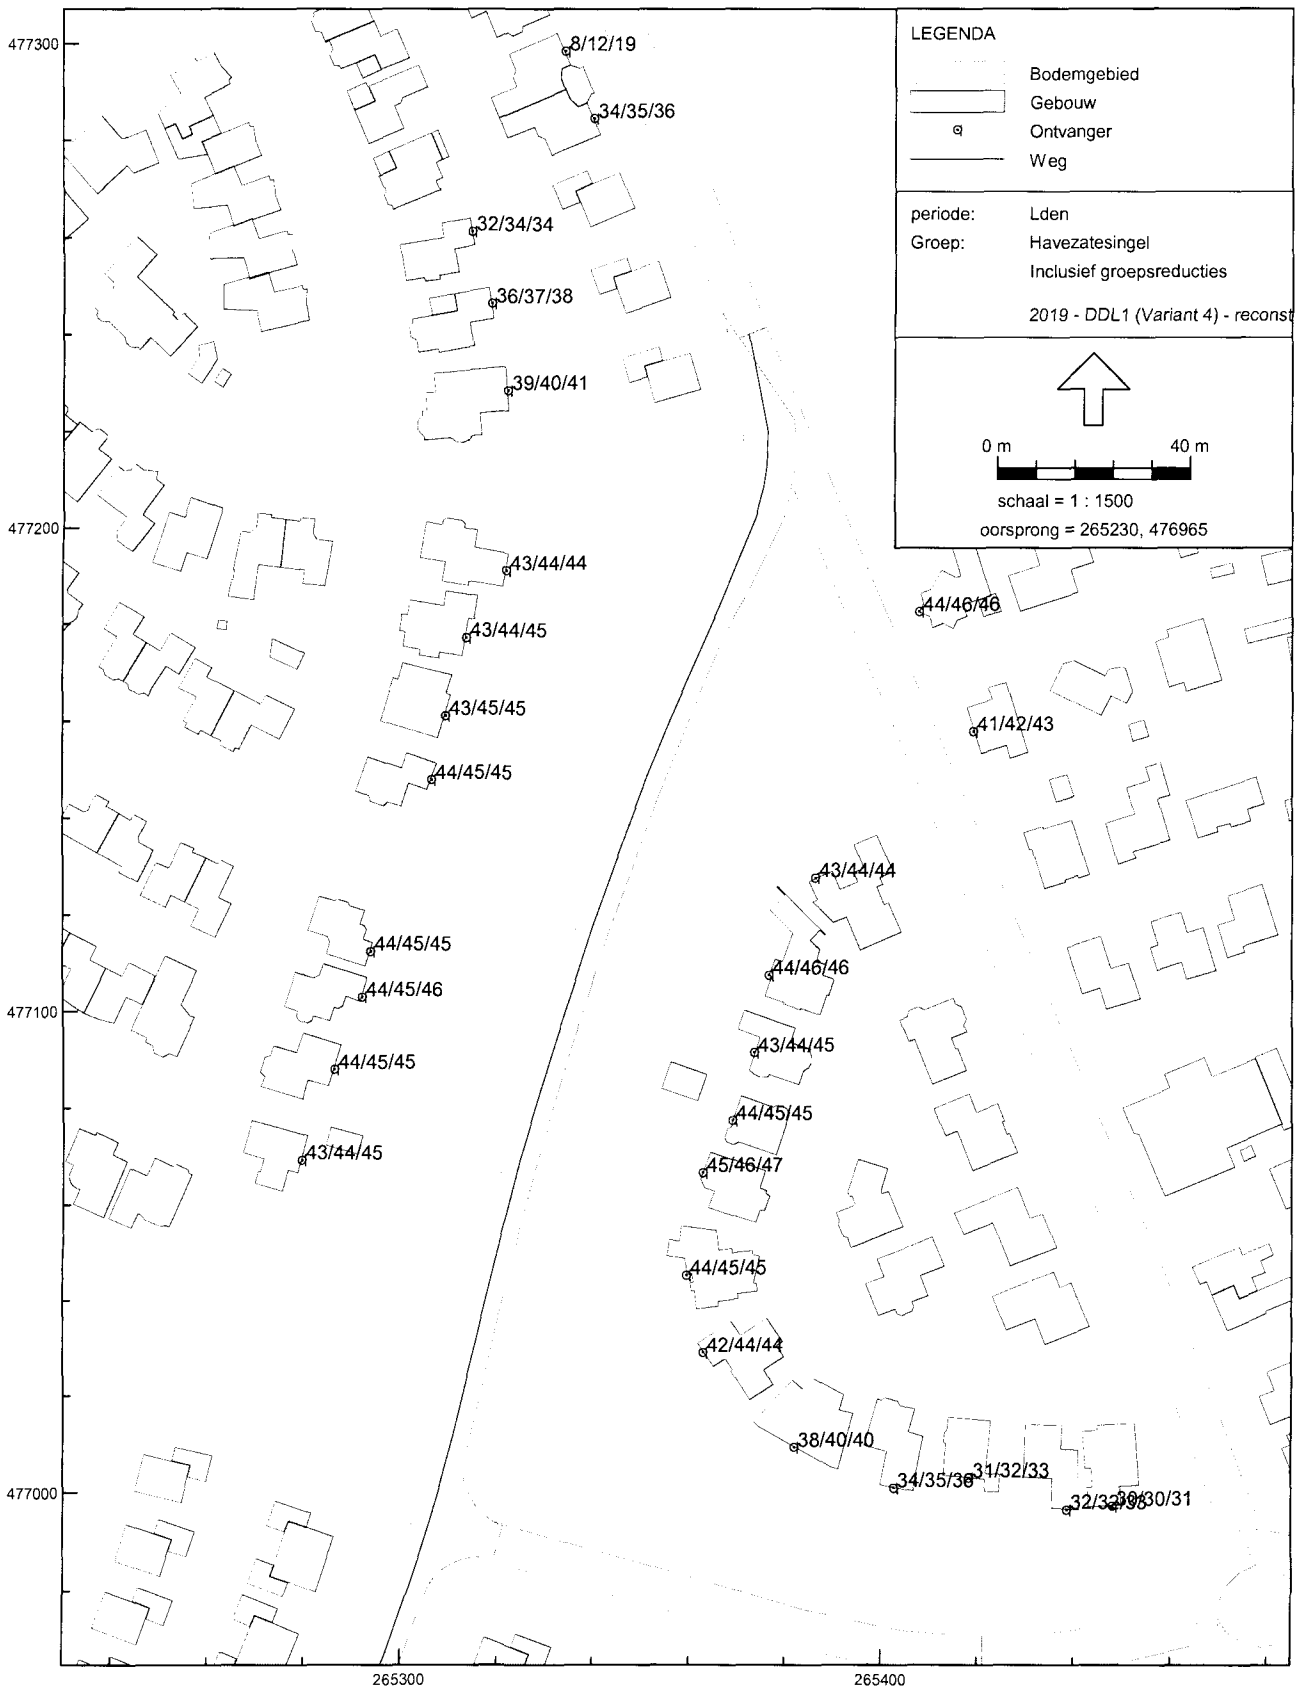 477300
8/12/19
34/35/36
32/34/34
36/37/38
39/40/41
LEGENDA
Bodemgebied
Gebouw
Ontvanger
Weg
periode: Lden
Groep: Havezatesingel
Inclusief groepsreducties
2019 - DDL1 (Variant 4) - reconst
0 m 40 m
schaal = 1 : 1500
oorsprong = 265230, 476965
477200
43/44/44
44/46/46
43/44/45
43/45/45
41/42/43
44/45/45
43/44/44
44/45/45
44/46/46
44/45/46
477100
43/44/45
44/45/45
44/45/45
43/44/45
45/46/47
44/45/45
42/44/44
38/40/40
31/32/33
34/35/36
477000
30/30/31
265300
265400